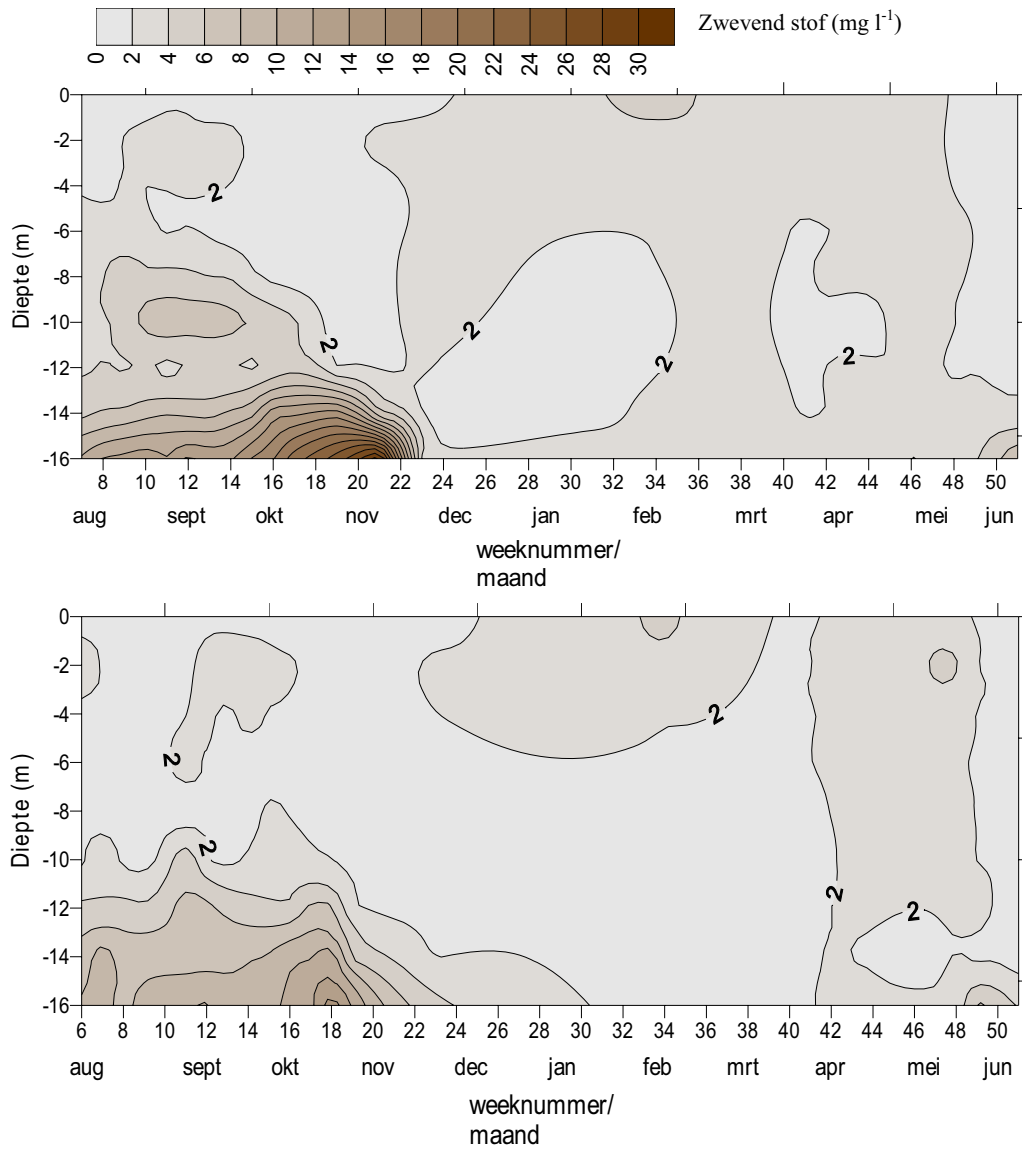 0 2 4 6 8 10 12 14 16 18 20 22 24 26 28 30
Zwevend stof (mg l-1)
0
-2
-4
-6
-8
-10
-12
-14
-16
Diepte (m)
2
2
2
2
2
2
8 10 12 14 16 18 20 22 24 26 28 30 32 34 36 38 40 42 44 46 48 50
aug sept okt nov dec jan feb mrt apr mei jun
weeknummer/
maand
0
-2
-4
-6
-8
-10
-12
-14
-16
Diepte (m)
2
2
2
2
2
6 8 10 12 14 16 18 20 22 24 26 28 30 32 34 36 38 40 42 44 46 48 50
aug sept okt nov dec jan feb mrt apr mei jun
weeknummer/
maand